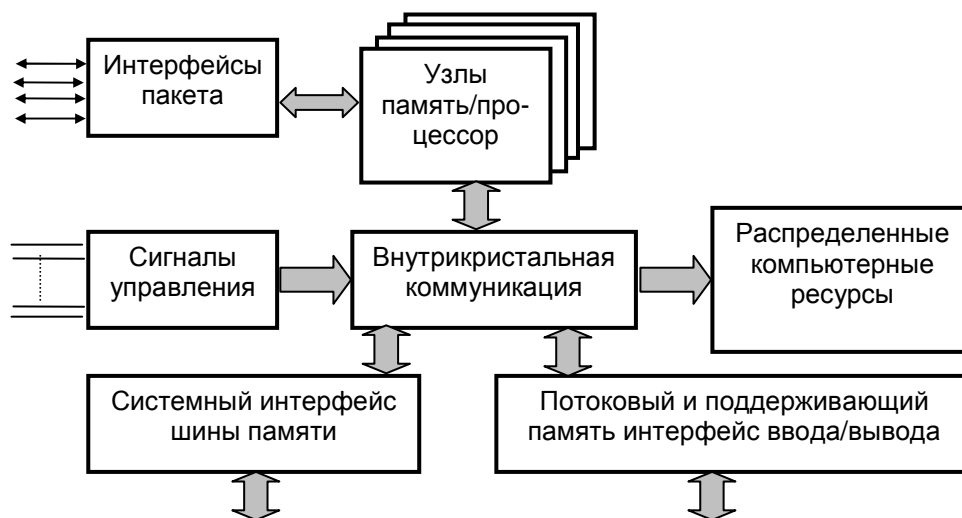 Интерфейсы
пакета
Узлы
память/про-
цессор
Сигналы
управления
Внутрикристальная
коммуникация
Распределенные
компьютерные
ресурсы
Системный интерфейс
шины памяти
Потоковый и поддерживающий
память интерфейс ввода/вывода